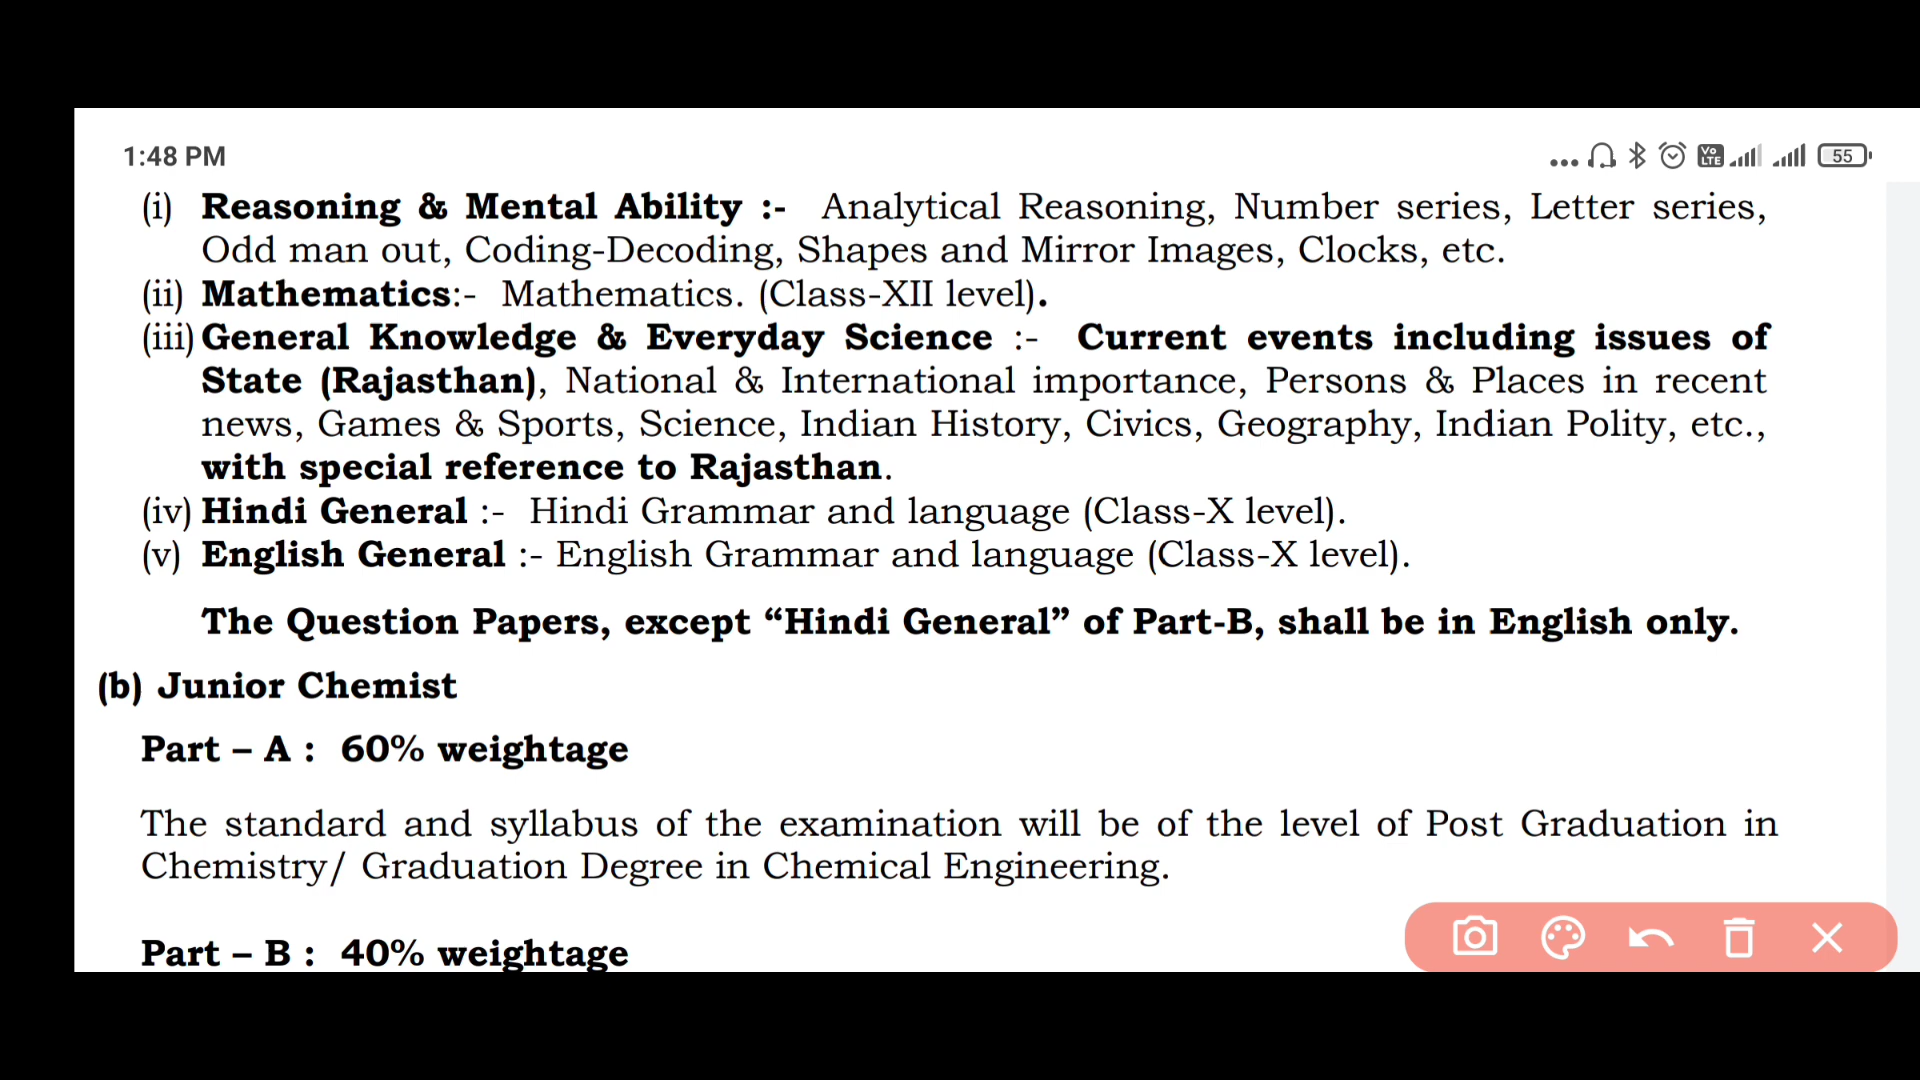 1:48 PM
Vo LTE
55
(i) Reasoning & Mental Ability :- Analytical Reasoning, Number series, Letter series,
Odd man out, Coding-Decoding, Shapes and Mirror Images, Clocks, etc.
(ii) Mathematics:- Mathematics. (Class-XII level).
(iii) General Knowledge & Everyday Science :- Current events including issues of
State (Rajasthan), National & International importance, Persons & Places in recent
news, Games & Sports, Science, Indian History, Civics, Geography, Indian Polity, etc.,
with special reference to Rajasthan.
(iv) Hindi General :- Hindi Grammar and language (Class-X level).
(v) English General :- English Grammar and language (Class-X level).
The Question Papers, except “Hindi General” of Part-B, shall be in English only.
(b) Junior Chemist
Part – A : 60% weightage
The standard and syllabus of the examination will be of the level of Post Graduation in
Chemistry/ Graduation Degree in Chemical Engineering.
Part – B : 40% weightage